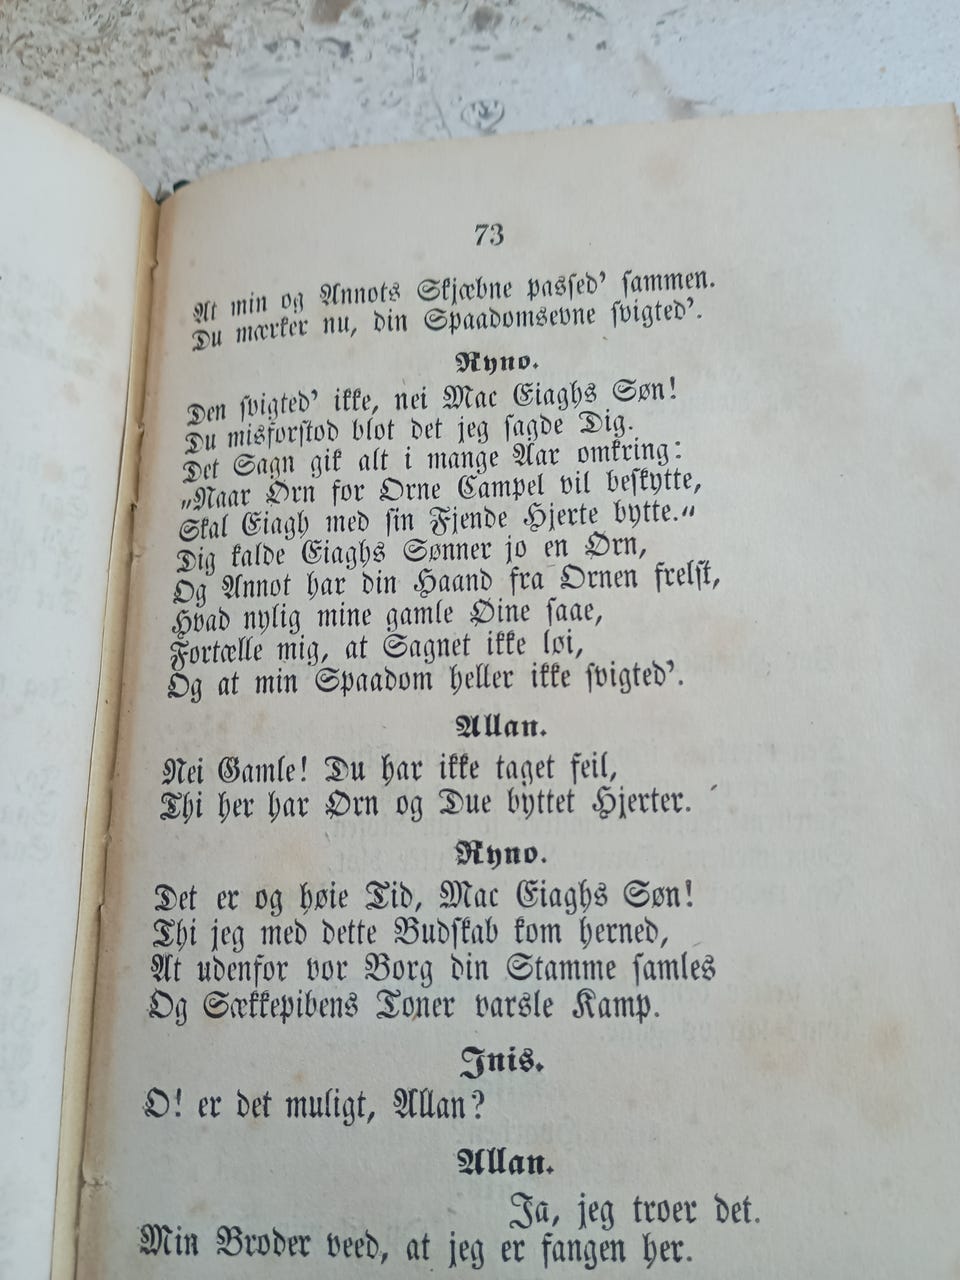 73
At min og Annots Skjæbne passed' sammen.
Du mærker nu, din Spaadomsevne svigted'.
Ryno.
Den svigted' ikke, nei Mac Eiaghs Søn!
Du misforstod blot det jeg sagde Dig.
Det Sagn gik alt i mange Aar omkring:
„Naar Ørn for Orne Campel vil beskytte,
Skal Eiagh med sin Fjende Hjerte bytte.“
Dig kalde Eiaghs Sønner jo en Ørn,
Og Annot har din Haand fra Ørnen frelst,
Hvad nylig mine gamle Øine saae,
Fortælle mig, at Sagnet ikke løi,
Og at min Spaadom heller ikke svigted'.
Allan.
Nei Gamle! Du har ikke taget feil,
Thi her har Ørn og Due byttet Hjerter.
Ryno.
Det er og høie Tid, Mac Eiaghs Søn!
Thi jeg med dette Budskab kom herned,
At udenfor vor Borg din Stamme samles
Og Sækkepibens Toner varsle Kamp.
Inis.
O! er det muligt, Allan?
Allan.
Ja, jeg troer det.
Min Broder veed, at jeg er fangen her.